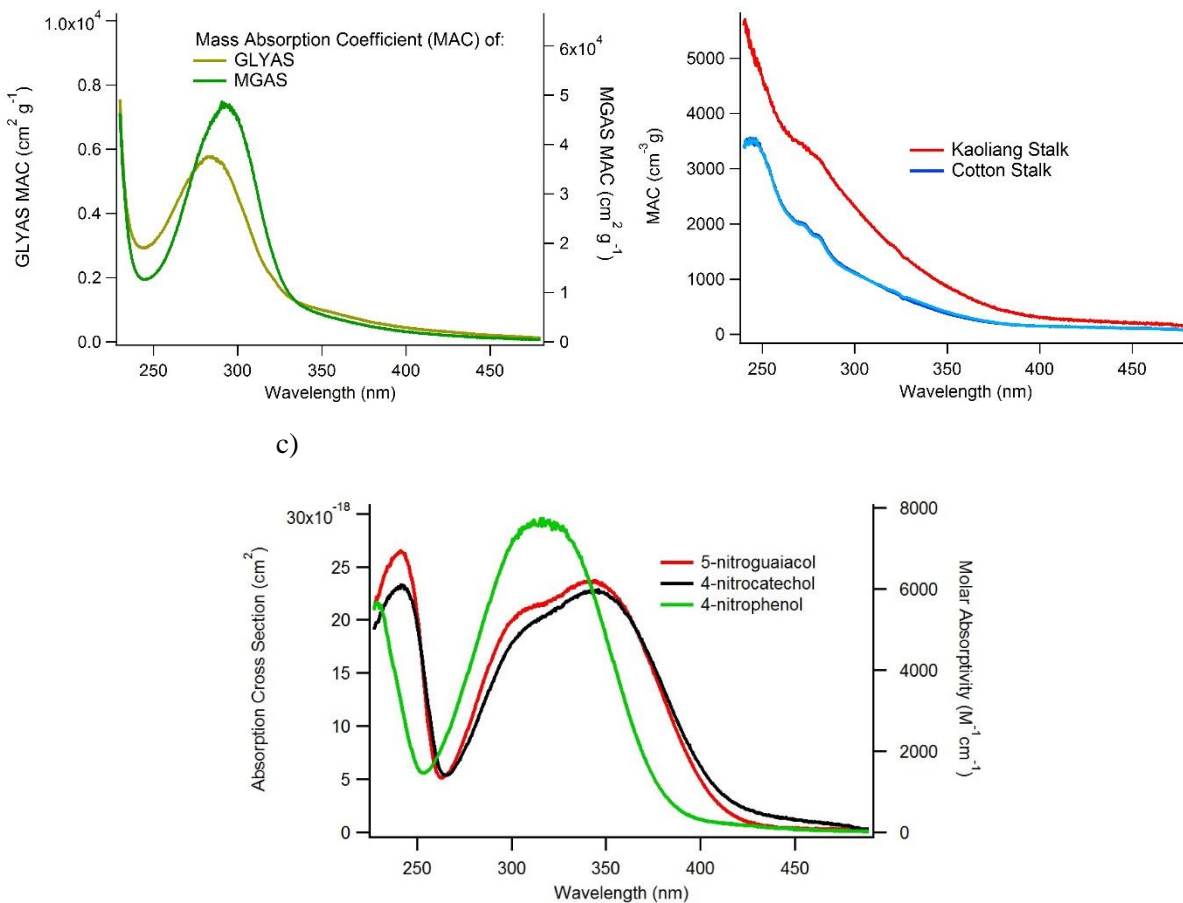 1.0x10⁴
0.8
0.6
0.4
0.2
0.0
GLYAS MAC (cm² g⁻¹)
Mass Absorption Coefficient (MAC) of:
GLYAS
MGAS
6x10⁴
5
4
3
2
1
0
MGAS MAC (cm² g⁻¹)
250 300 350 400 450
Wavelength (nm)
5000
4000
3000
2000
1000
0
MAC (cm⁻³g)
Kaoliang Stalk
Cotton Stalk
250 300 350 400 450
Wavelength (nm)
c)
30x10⁻¹⁸
25
20
15
10
5
0
Absorption Cross Section (cm²)
5-nitroguaiacol
4-nitrocatechol
4-nitrophenol
8000
6000
4000
2000
0
Molar Absorptivity (M⁻¹cm⁻¹)
250 300 350 400 450
Wavelength (nm)